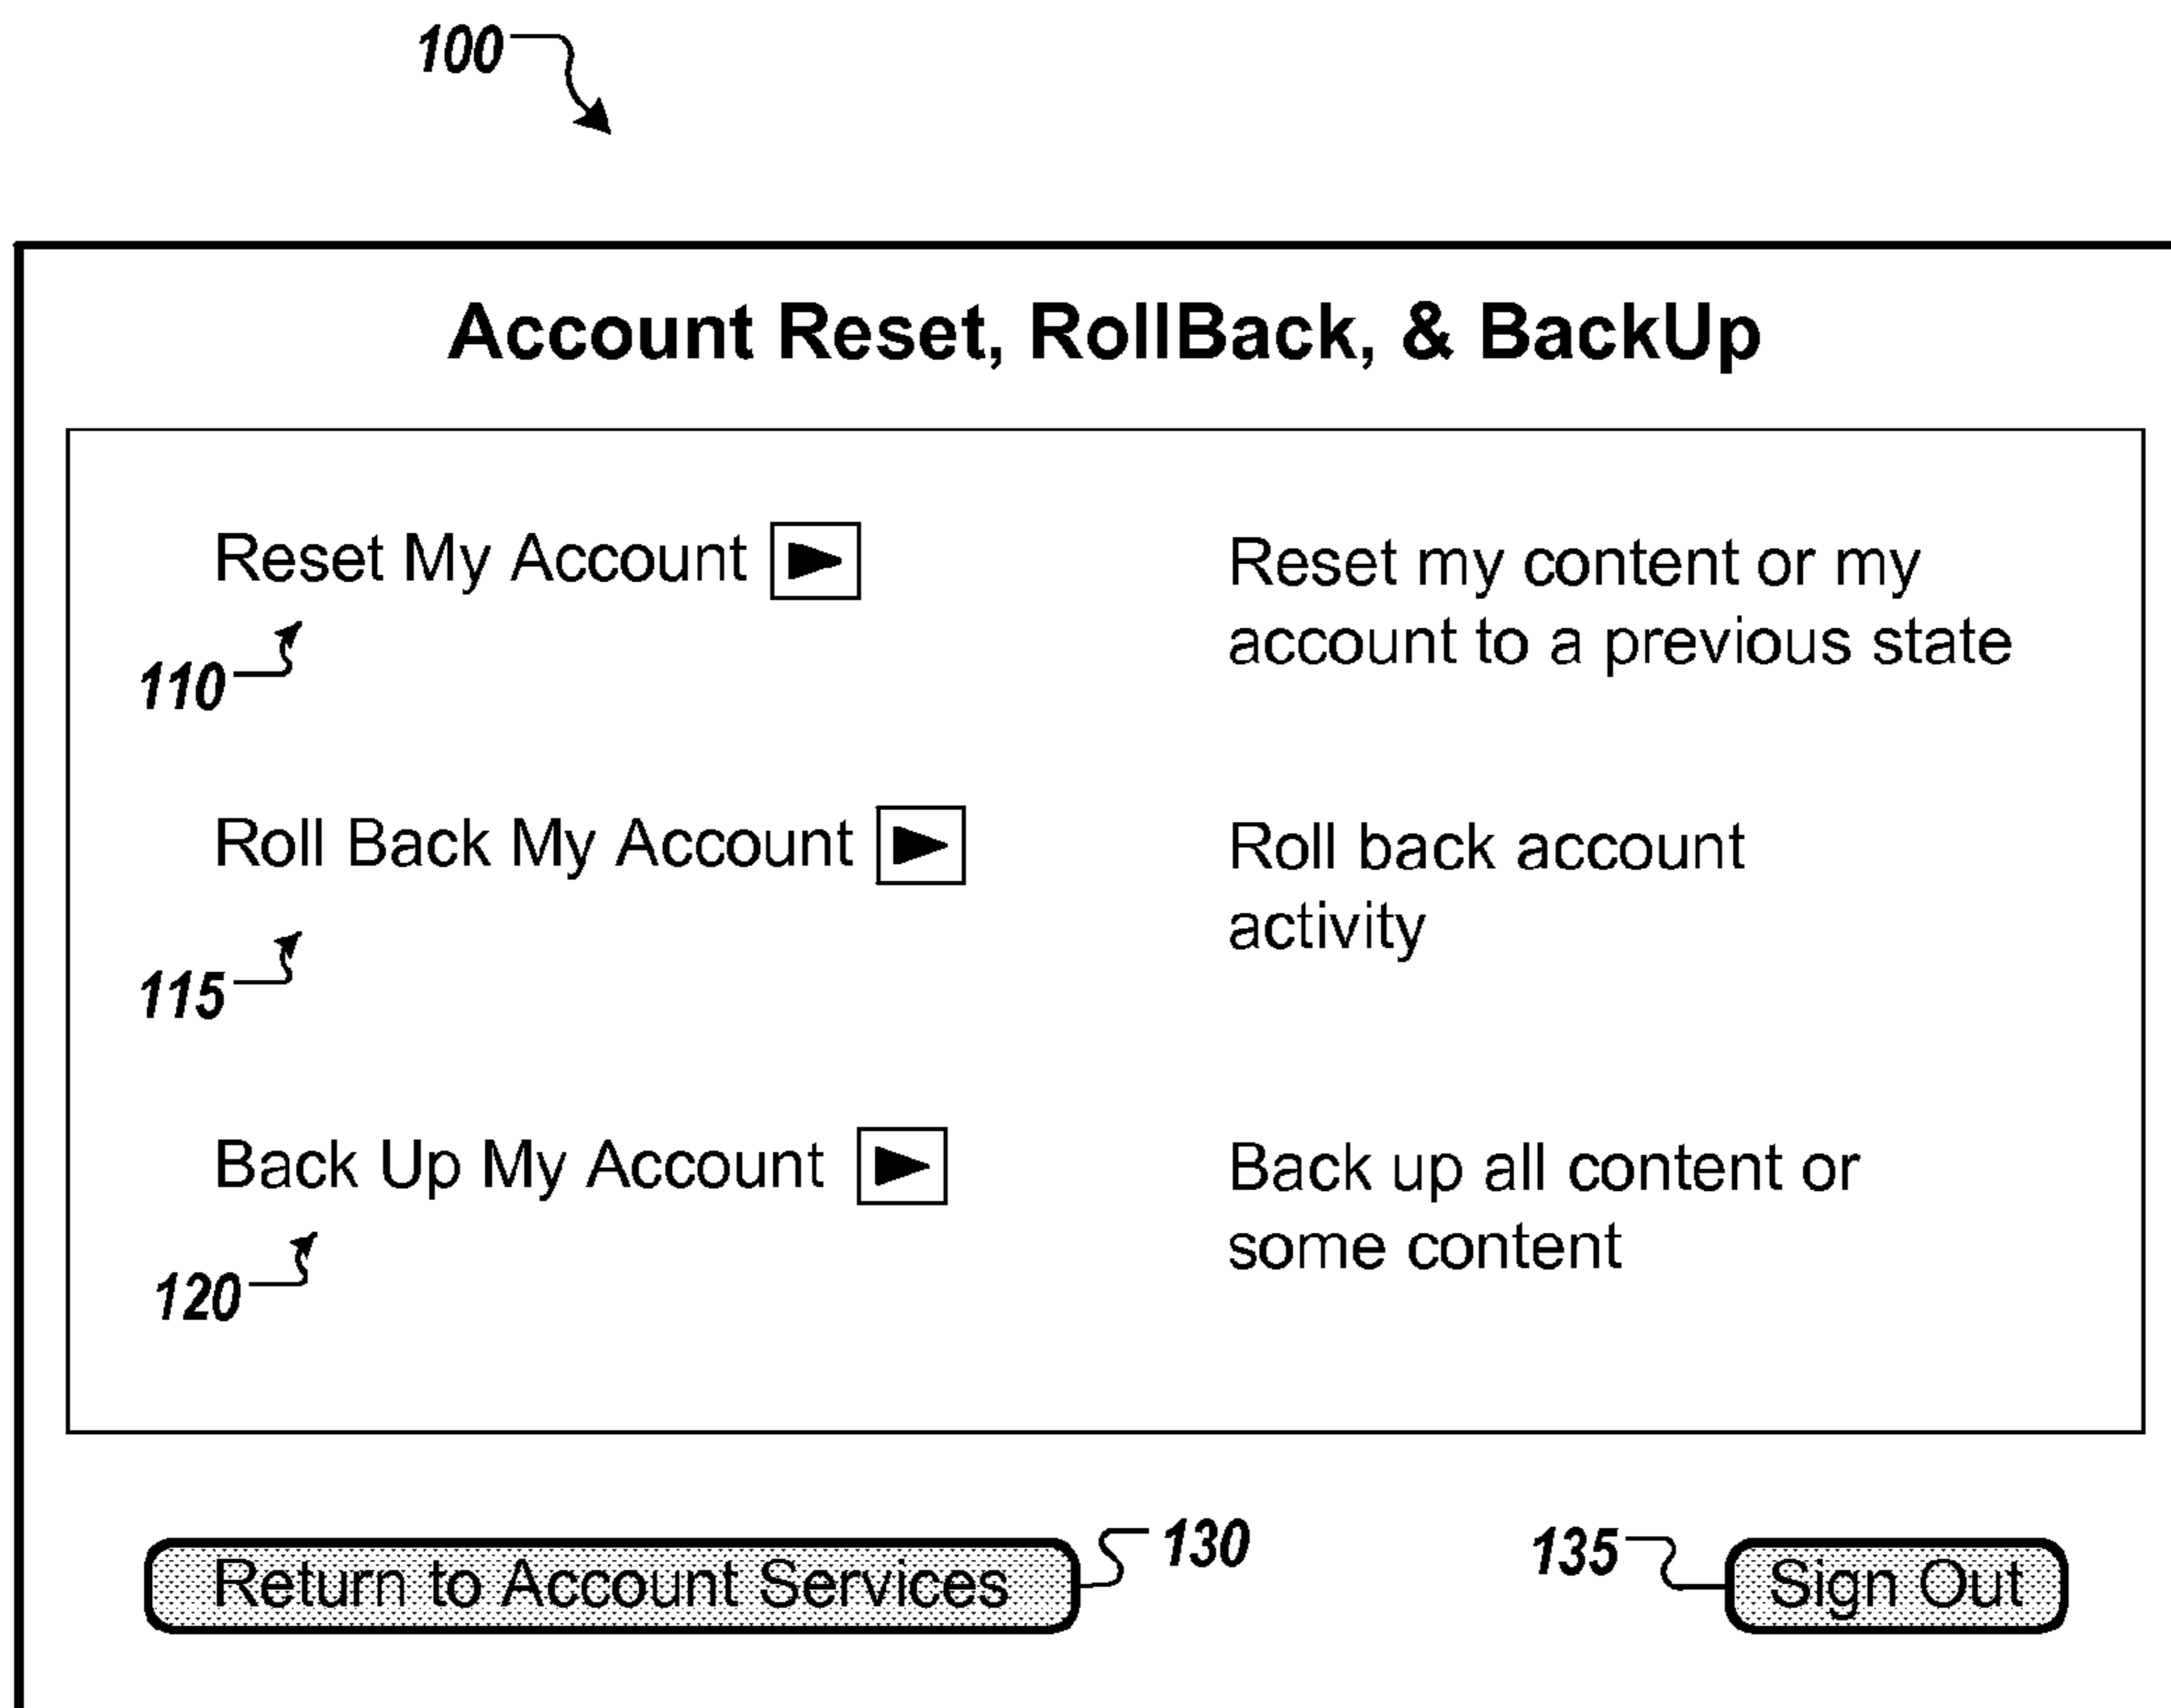 100
Account Reset, RollBack, & BackUp
Reset My Account
Reset my content or my
account to a previous state
110
Roll Back My Account
Roll back account
activity
115
Back Up My Account
Back up all content or
some content
120
Return to Account Services
130
135
Sign Out